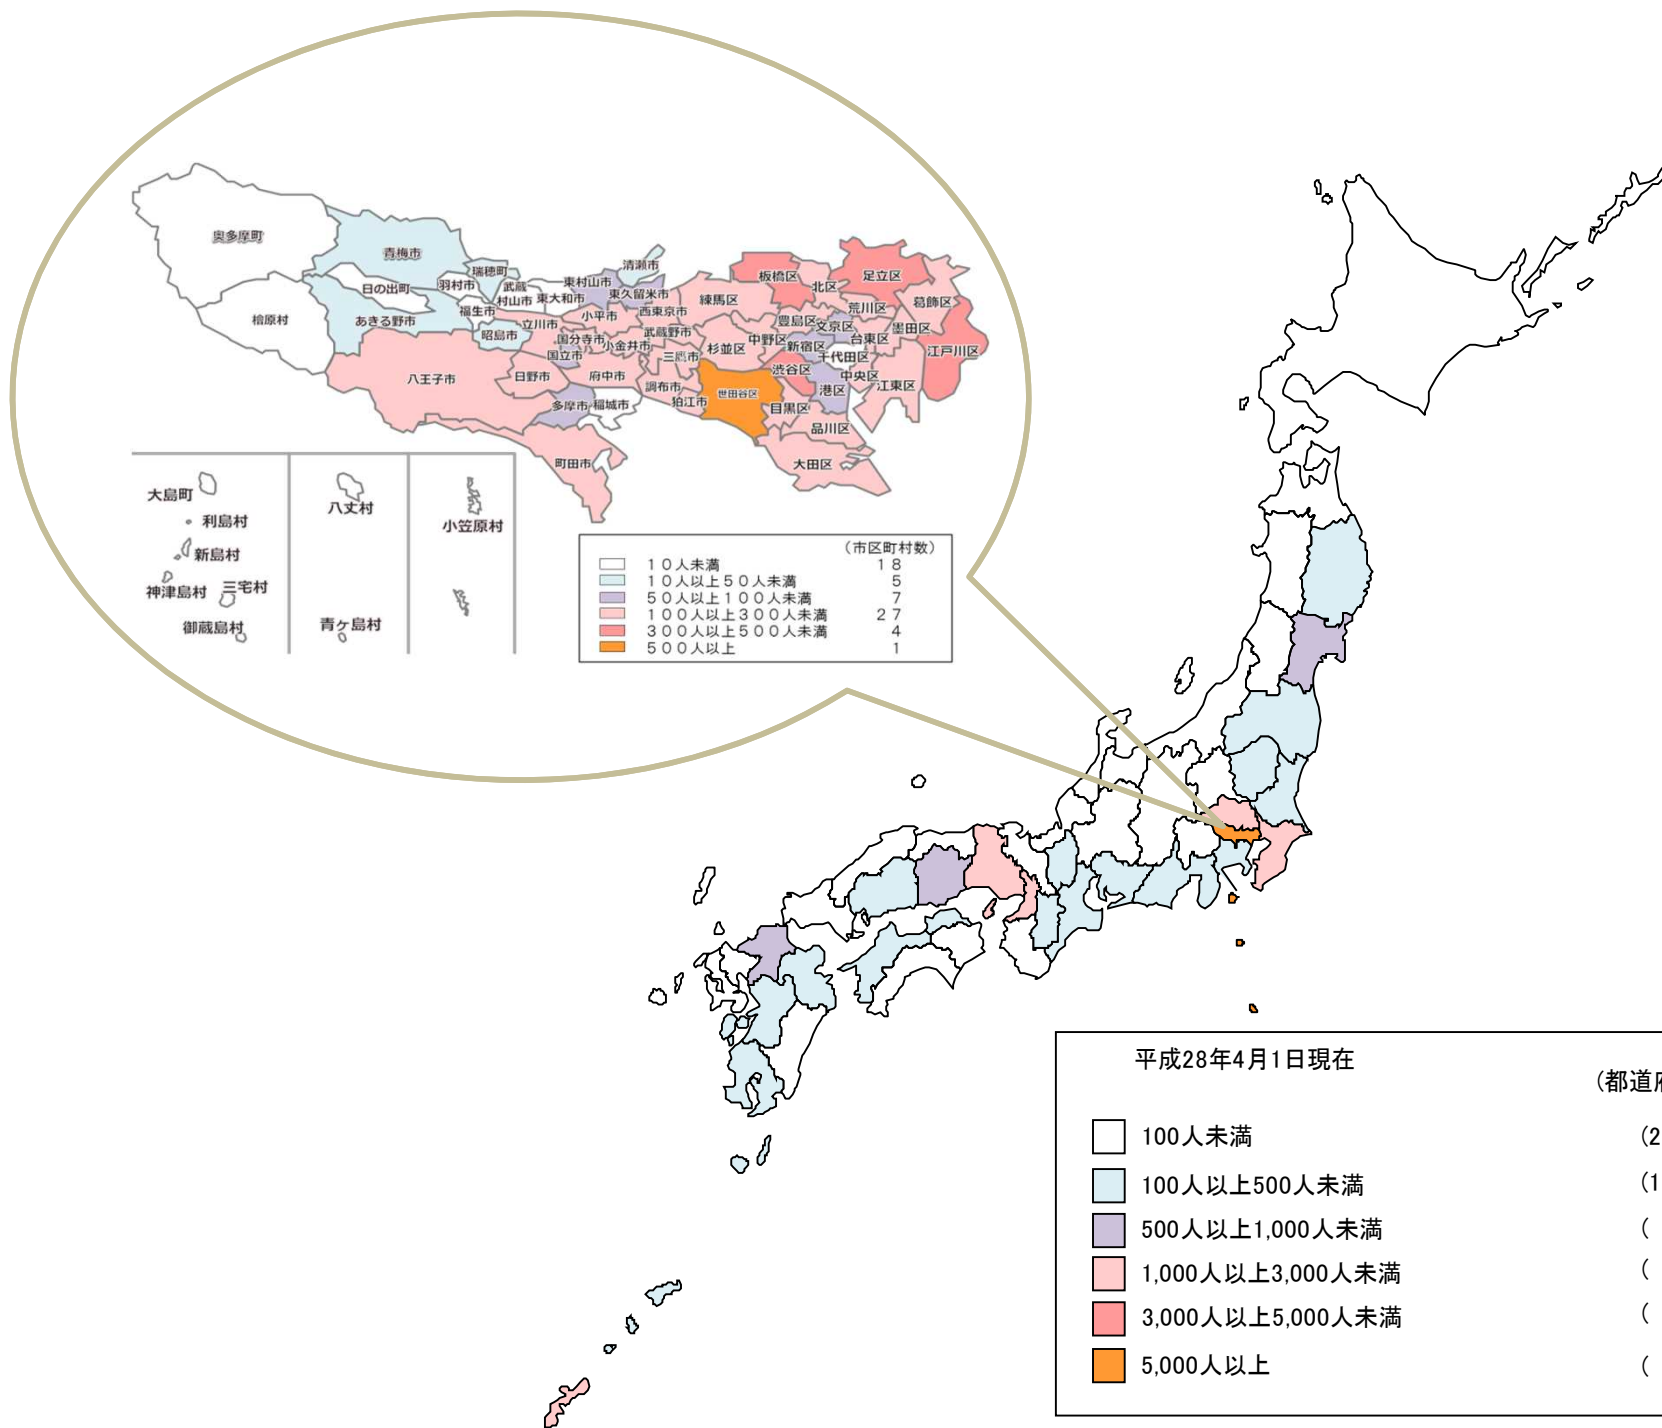 奥多摩町
青梅市
瑞穂町
日の出町
羽村市
武蔵
村山市
東大和市
東村山市
清瀬市
東久留米市
檜原村
あきる野市
福生市
昭島市
立川市
小平市
西東京市
国分寺市
小金井市
武蔵野市
国立市
三鷹市
八王子市
日野市
府中市
調布市
狛江市
多摩市
稲城市
町田市
板橋区
北区
足立区
葛飾区
練馬区
荒川区
豊島区
文京区
台東区
墨田区
江戸川区
中野区
新宿区
杉並区
千代田区
渋谷区
港区
中央区
江東区
世田谷区
目黒区
品川区
大田区
大島町
利島村
新島村
神津島村
三宅村
御蔵島村
八丈村
青ヶ島村
小笠原村
（市区町村数）
１０人未満 １８
１０人以上５０人未満 ５
５０人以上１００人未満 ７
１００人以上３００人未満 ２７
３００人以上５００人未満 ４
５００人以上 １
平成28年4月1日現在
（都道府
100人未満 （2
100人以上500人未満 （1
500人以上1,000人未満 （
1,000人以上3,000人未満 （
3,000人以上5,000人未満 （
5,000人以上 （